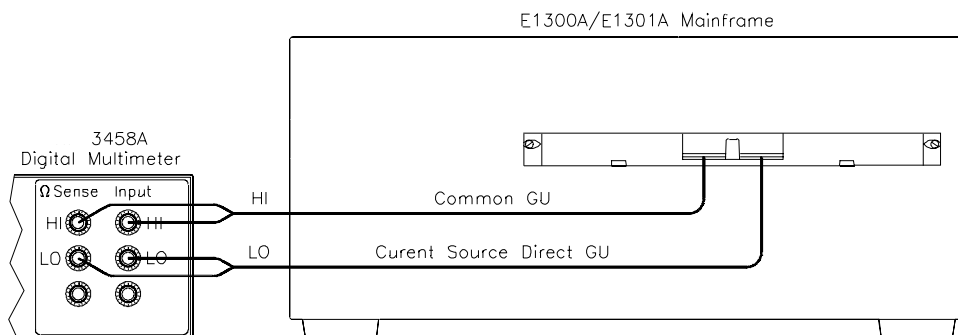 E1300A/E1301A Mainframe
3458A
Digital Multimeter
Ω Sense Input
HI HI
LO LO
HI Common GU
LO Curent Source Direct GU